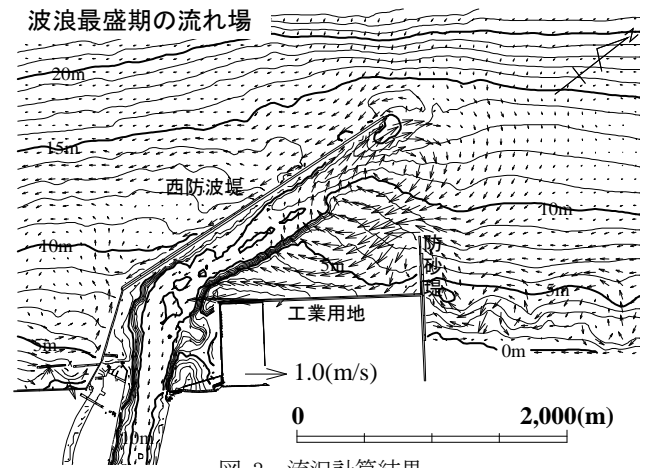 波浪最盛期の流れ場
20m
15m
西防波堤
10m
10m
防砂堤
5m
5m
工業用地
5m
0m
1.0(m/s)
0 2,000(m)
10m